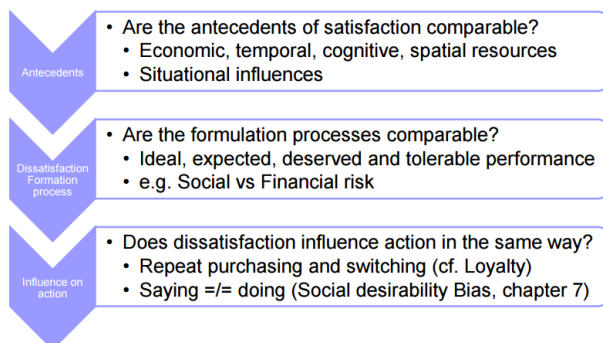 Antecedents
• Are the antecedents of satisfaction comparable?
• Economic, temporal, cognitive, spatial resources
• Situational influences
Dissatisfaction
Formation
process
• Are the formulation processes comparable?
• Ideal, expected, deserved and tolerable performance
• e.g. Social vs Financial risk
Influence on
action
• Does dissatisfaction influence action in the same way?
• Repeat purchasing and switching (cf. Loyalty)
• Saying =/= doing (Social desirability Bias, chapter 7)